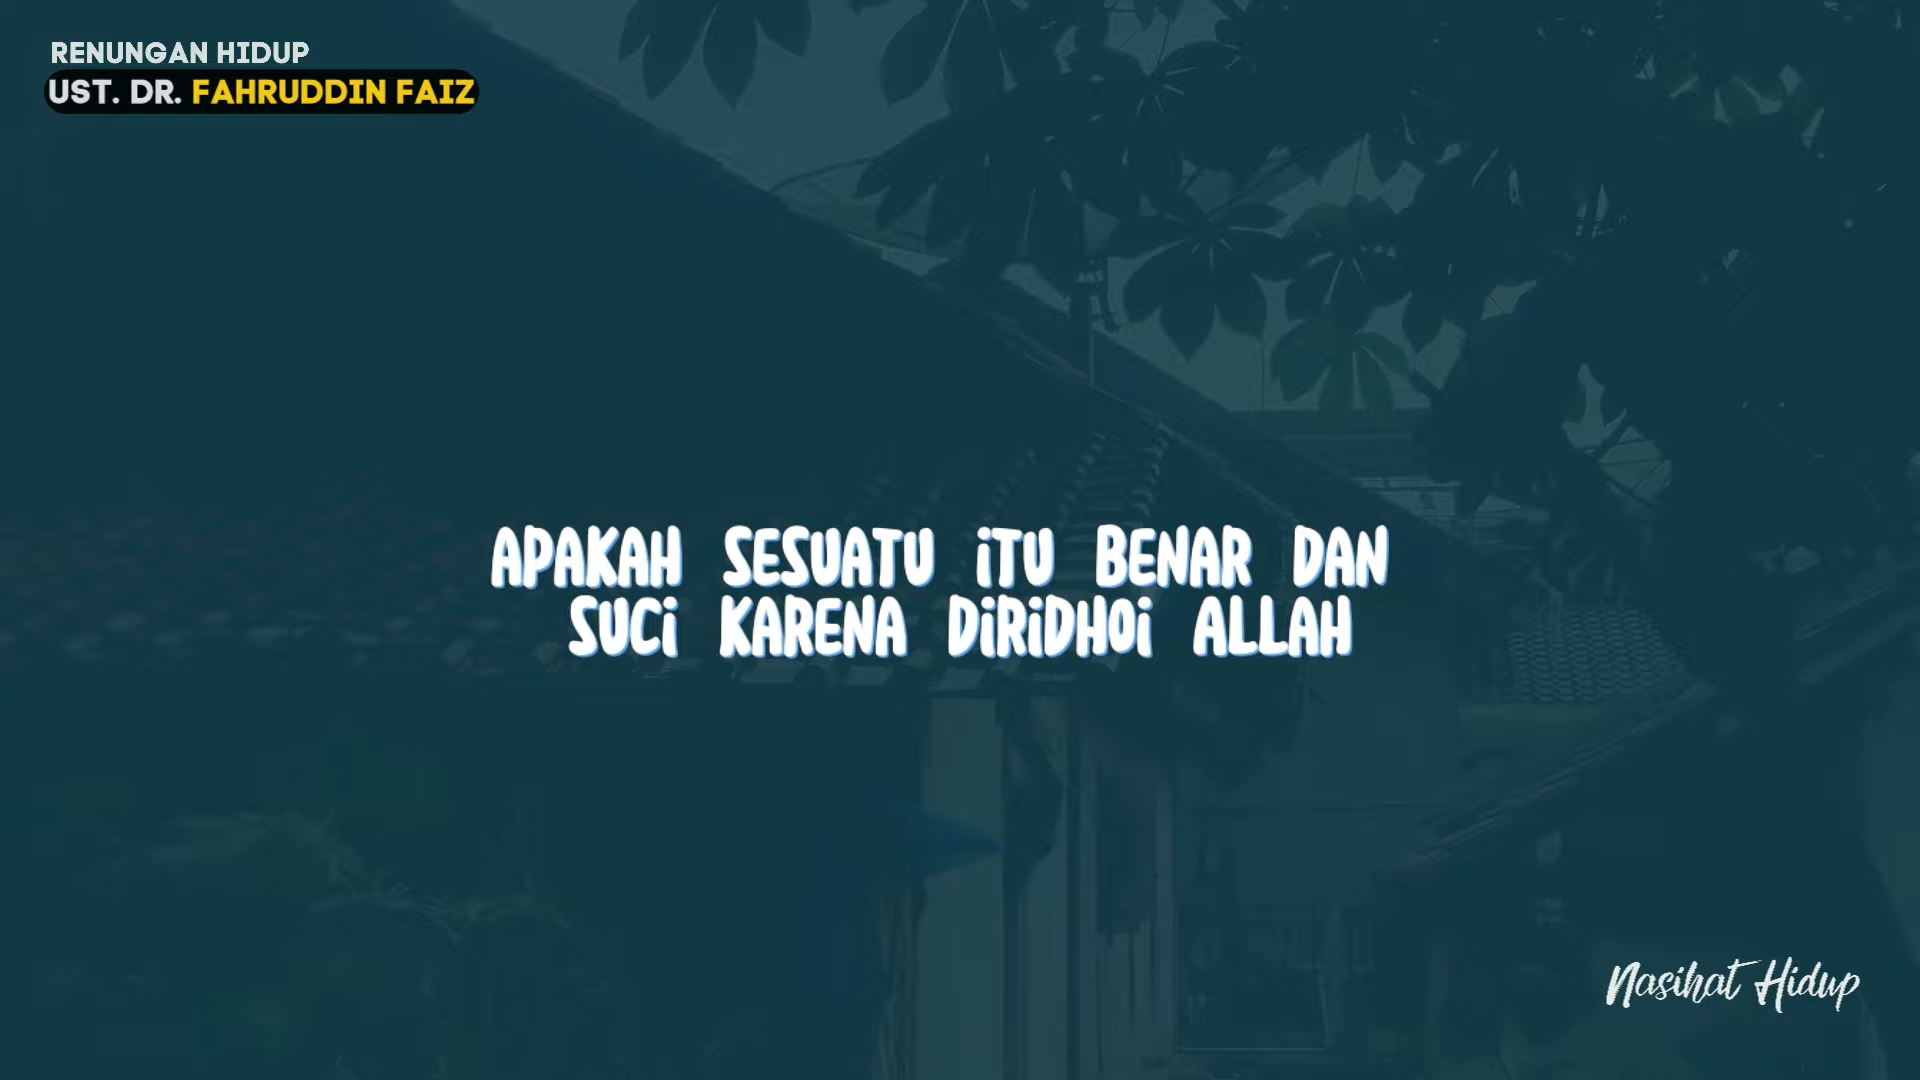 RENUNGAN HIDUP
UST. DR. FAHRUDDIN FAIZ
APAKAH SESUATU iTU BENAR DAN
SUCi KARENA DiRiDHOi ALLAH
Nasihat Hidup